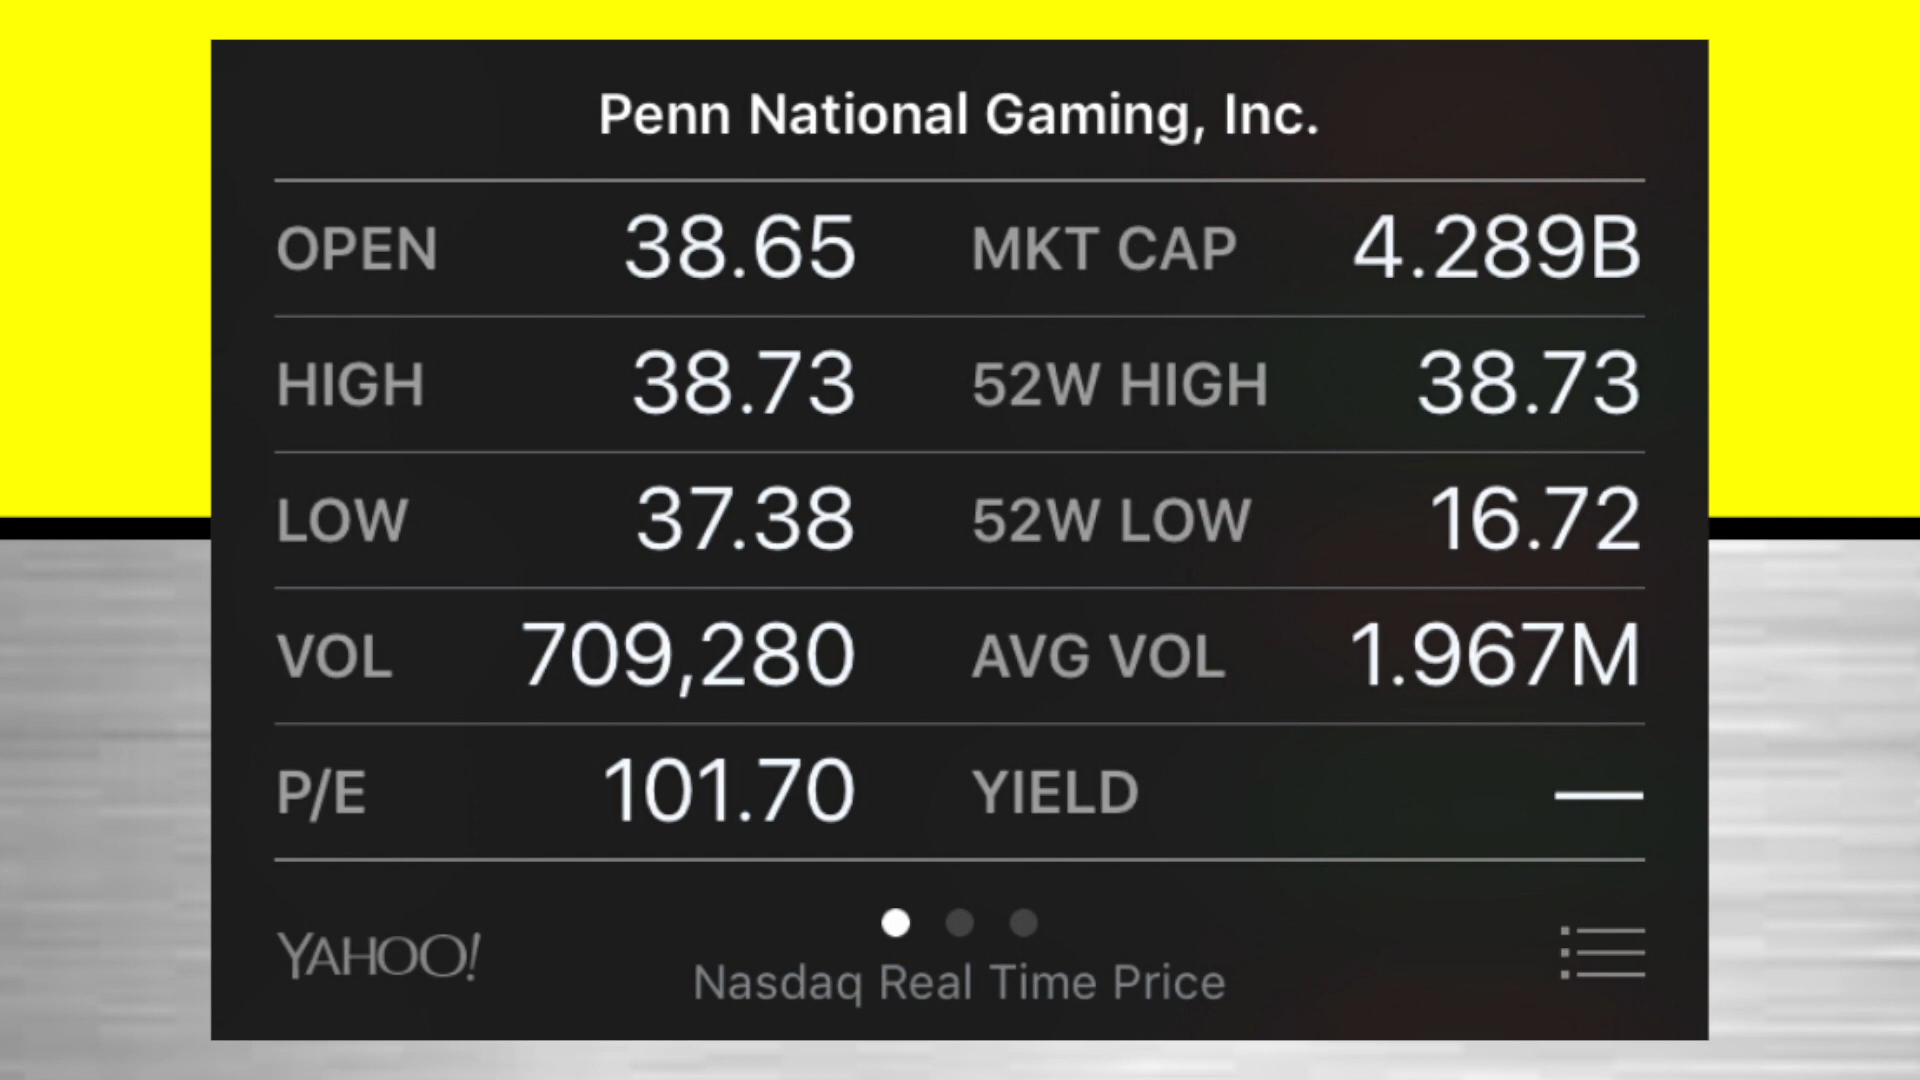 Penn National Gaming, Inc.
OPEN 38.65 MKT CAP 4.289B
HIGH 38.73 52W HIGH 38.73
LOW 37.38 52W LOW 16.72
VOL 709,280 AVG VOL 1.967M
P/E 101.70 YIELD —
YAHOO!
Nasdaq Real Time Price